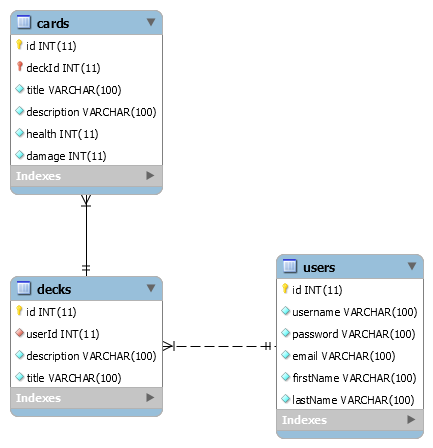 cards
id INT(11)
deckId INT(11)
title VARCHAR(100)
description VARCHAR(100)
health INT(11)
damage INT(11)
Indexes
decks
id INT(11)
userId INT(11)
description VARCHAR(100)
title VARCHAR(100)
Indexes
users
id INT(11)
username VARCHAR(100)
password VARCHAR(100)
email VARCHAR(100)
firstName VARCHAR(100)
lastName VARCHAR(100)
Indexes